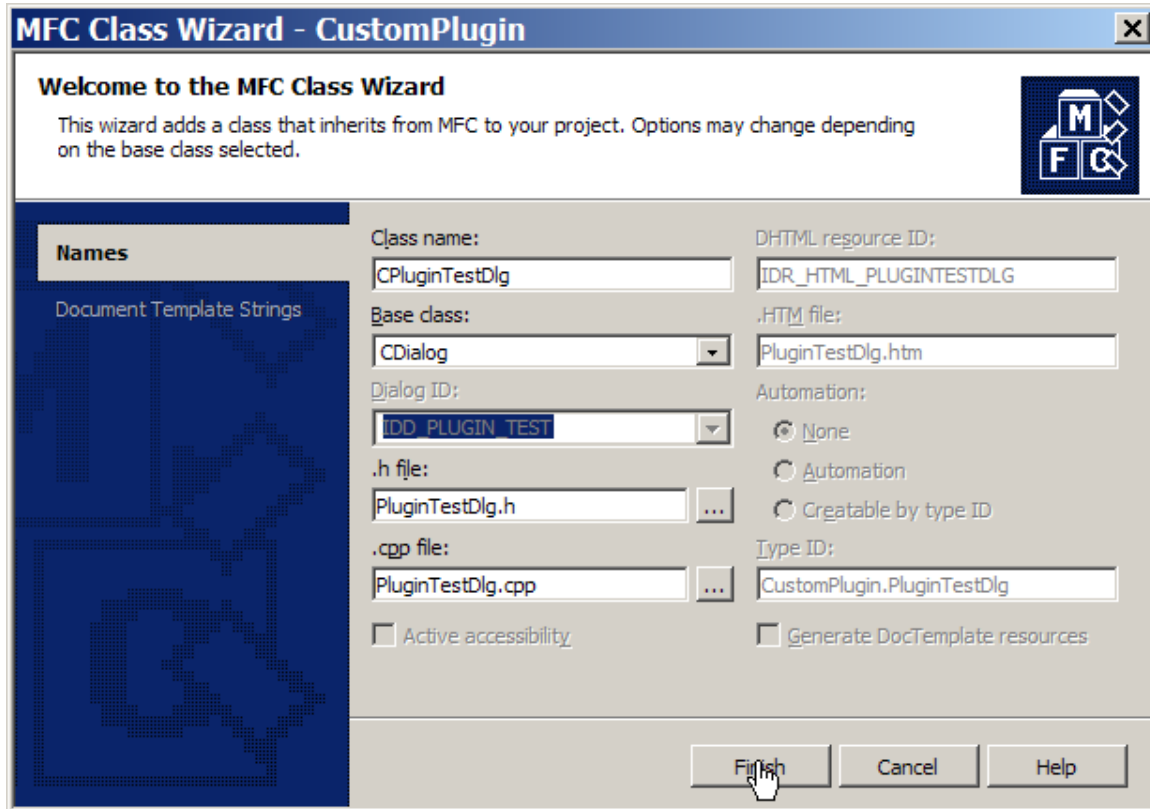 MFC Class Wizard - CustomPlugin
Welcome to the MFC Class Wizard
This wizard adds a class that inherits from MFC to your project. Options may change depending
on the base class selected.
M
F C
Names
Document Template Strings
Class name:
CPluginTestDlg
Base class:
CDialog
Dialog ID:
IDD_PLUGIN_TEST
.h file:
PluginTestDlg.h
...
.cpp file:
PluginTestDlg.cpp
...
Active accessibility
DHTML resource ID:
IDR_HTML_PLUGINTESTDLG
.HTM file:
PluginTestDlg.htm
Automation:
None
Automation
Creatable by type ID
Type ID:
CustomPlugin.PluginTestDlg
Generate DocTemplate resources
Finish
Cancel
Help